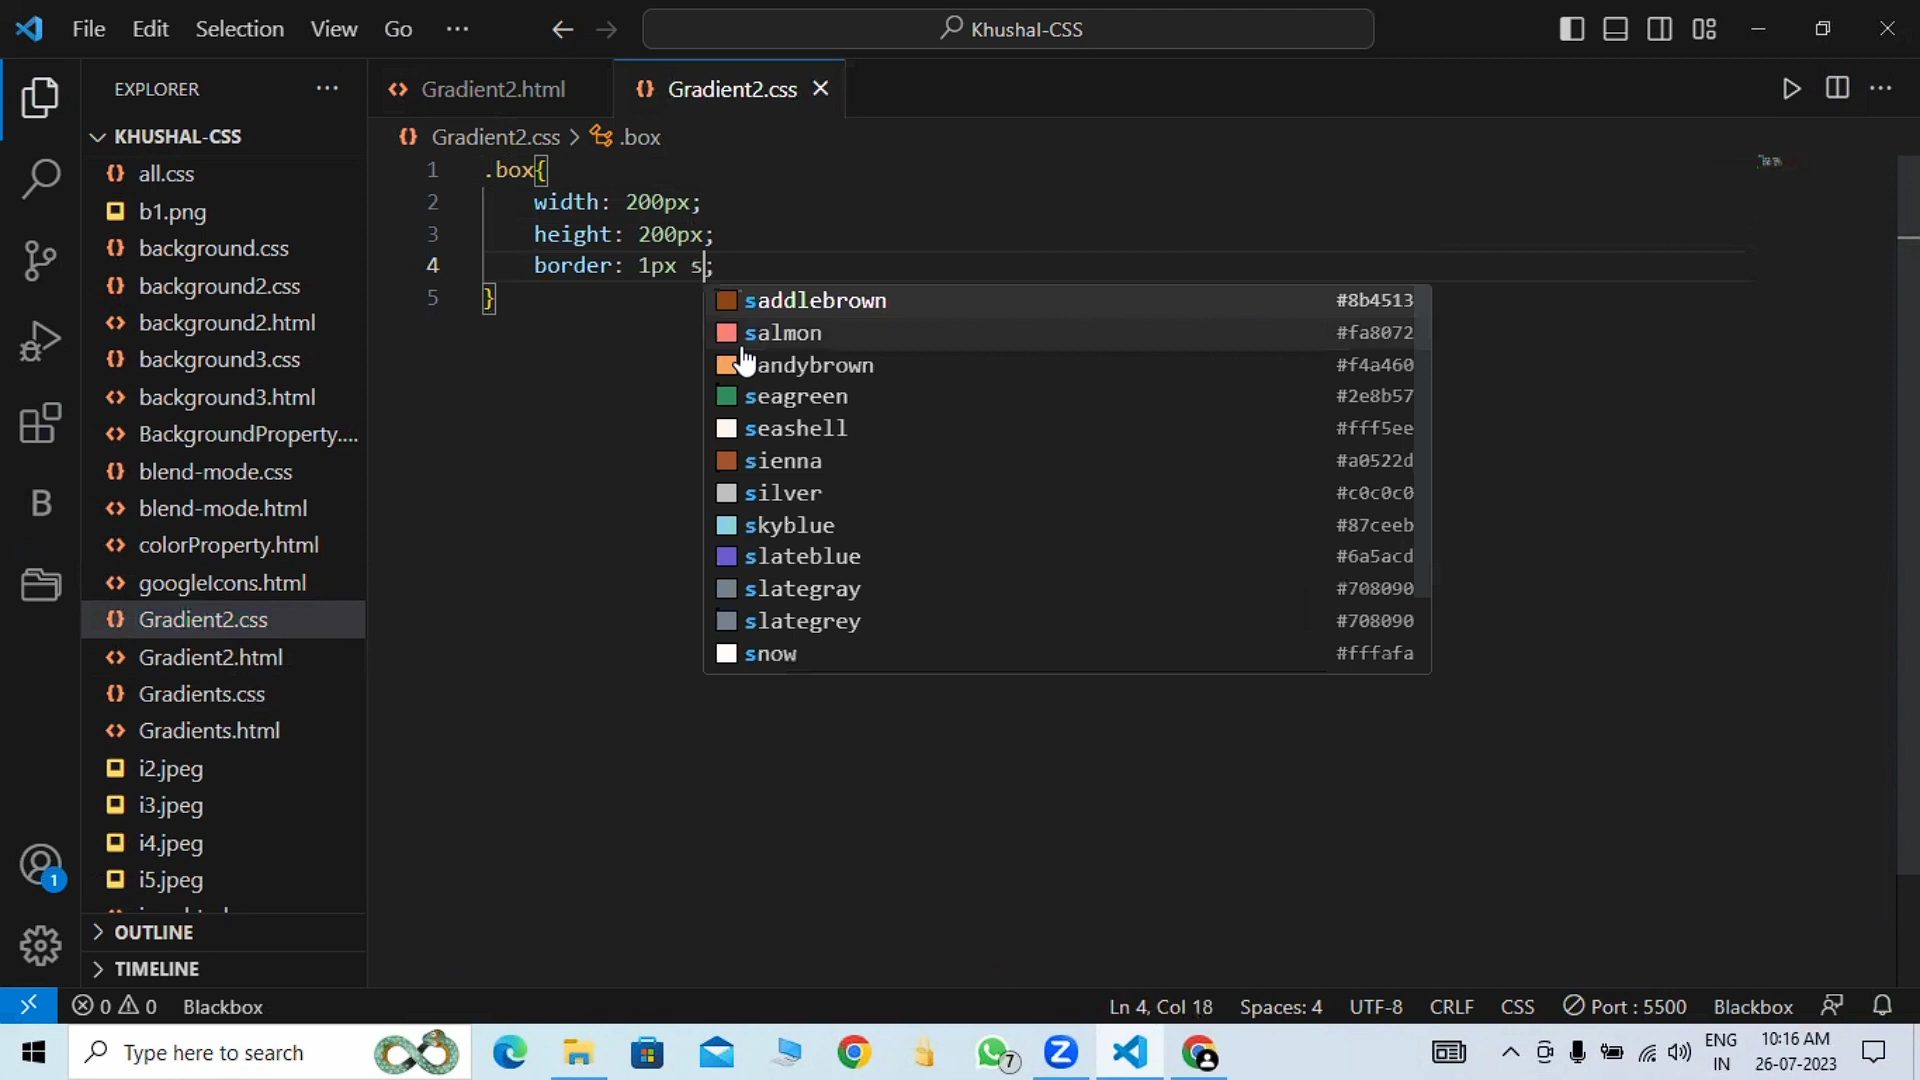 File Edit Selection View Go ···
Khushal-CSS
EXPLORER ···
Gradient2.html
Gradient2.css
KHUSHAL-CSS
Gradient2.css > .box
all.css
b1.png
background.css
background2.css
background2.html
background3.css
background3.html
BackgroundProperty....
blend-mode.css
blend-mode.html
colorProperty.html
googleIcons.html
Gradient2.css
Gradient2.html
Gradients.css
Gradients.html
i2.jpeg
i3.jpeg
i4.jpeg
i5.jpeg
OUTLINE
TIMELINE
1 .box{
2 width: 200px;
3 height: 200px;
4 border: 1px s;
5 }
saddlebrown #8b4513
salmon #fa8072
andybrown #f4a460
seagreen #2e8b57
seashell #fff5ee
sienna #a0522d
silver #c0c0c0
skyblue #87ceeb
slateblue #6a5acd
slategray #708090
slategrey #708090
snow #fffafa
B
1
0 0 Blackbox
Ln 4, Col 18 Spaces: 4 UTF-8 CRLF CSS Port : 5500 Blackbox
Type here to search
7
Z
ENG
IN
10:16 AM
26-07-2023